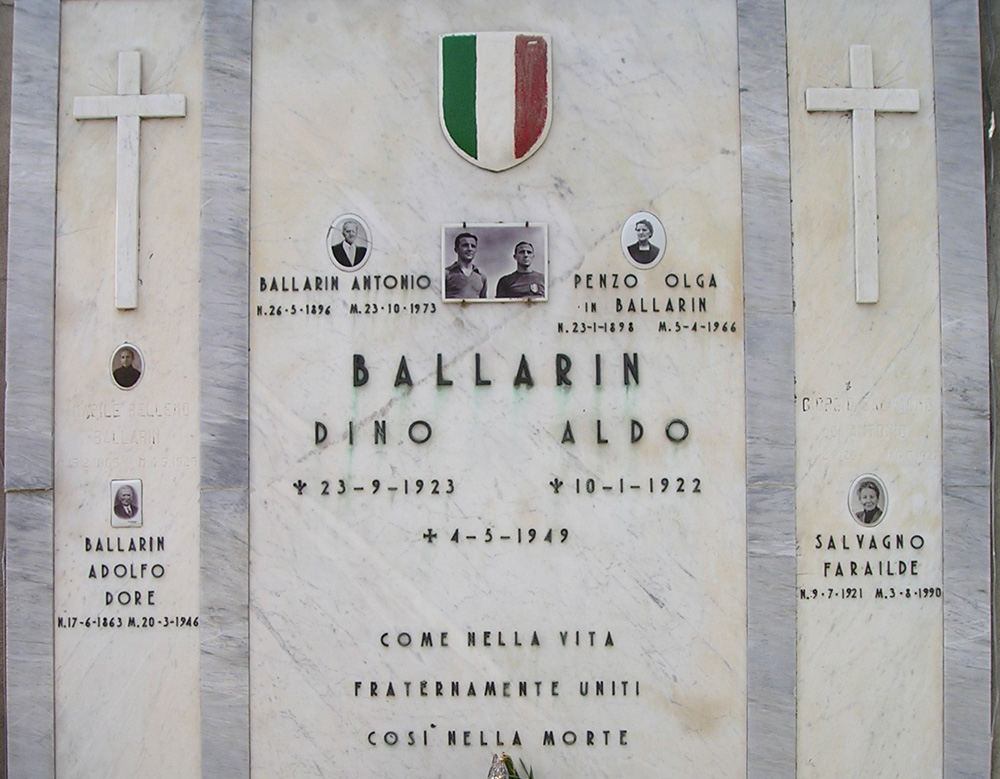 BALLARIN ANTONIO
N.26-5-1896 M.23-10-1973
PENZO OLGA
IN BALLARIN
N.23-1-1898 M.5-4-1966
BALLARIN
DINO ALDO
23-9-1923 10-1-1922
4-5-1949
COME NELLA VITA
FRATERNAMENTE UNITI
COSI' NELLA MORTE
BALLARIN
BALLARIN
ADOLFO
DORE
N.17-6-1863 M.20-3-1946
SALVAGNO
FARAILDE
N.9-7-1921 M.3-8-1990